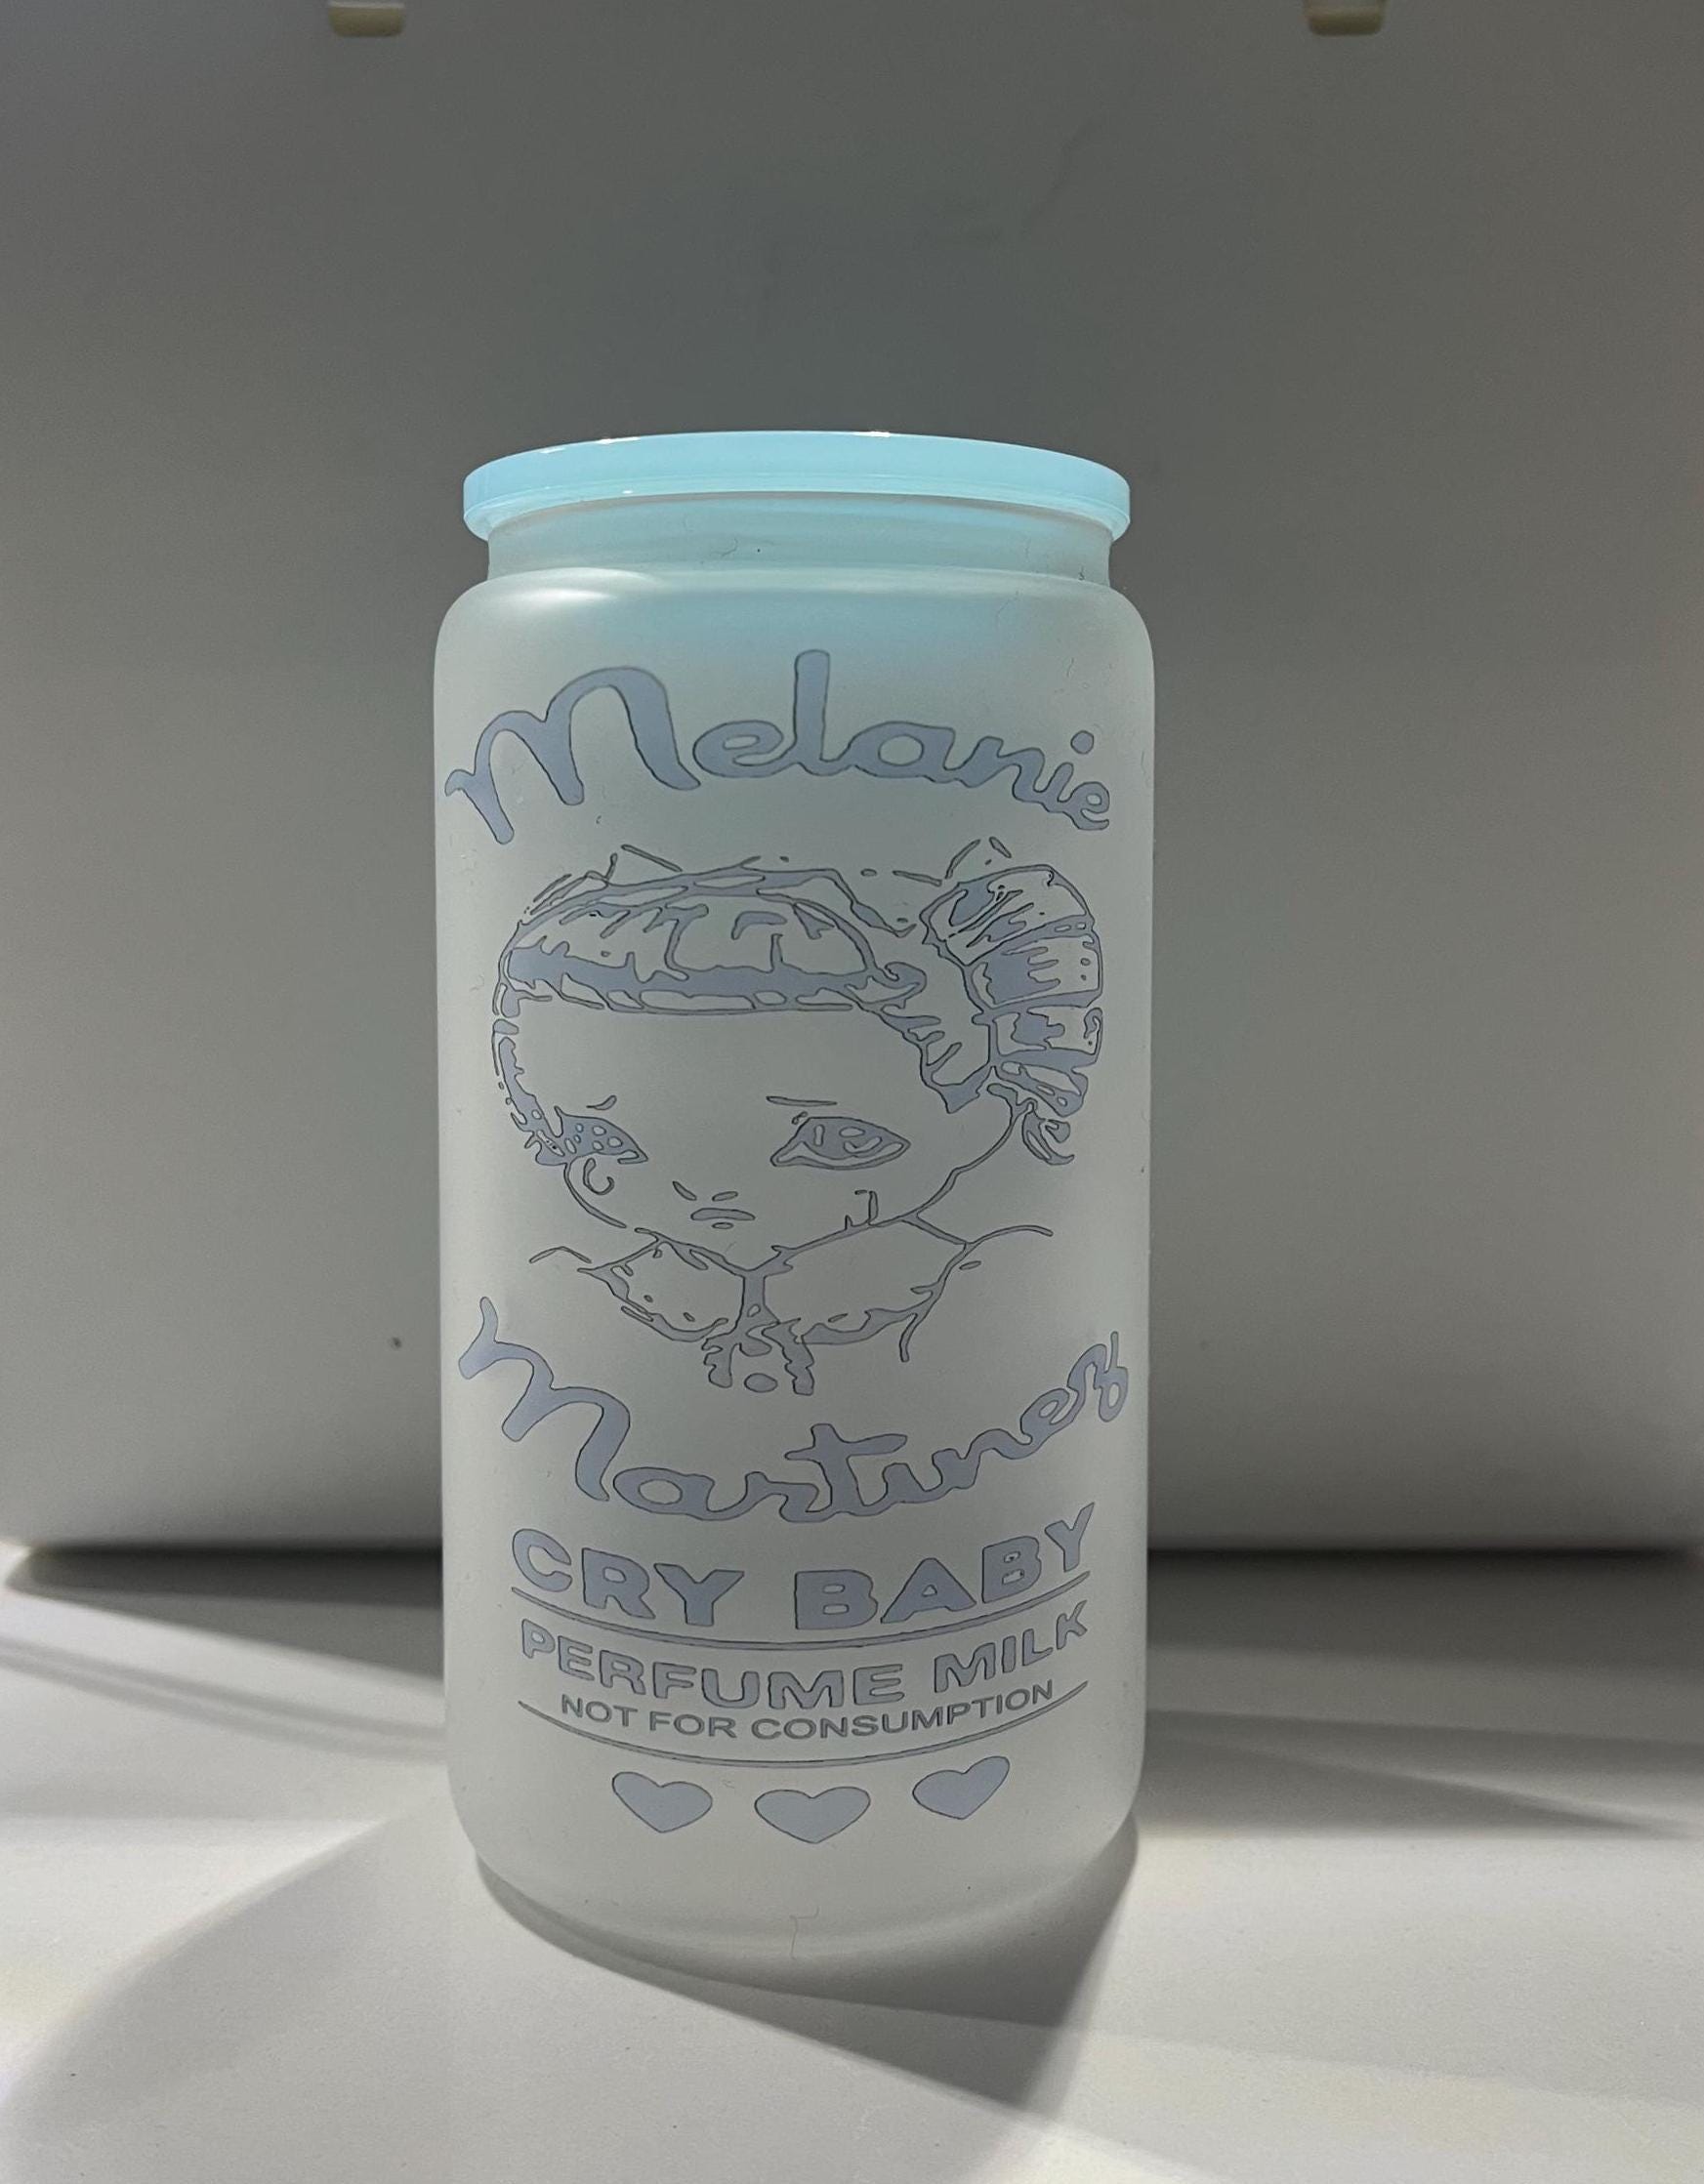 Melanie
Martinez
CRY BABY
PERFUME MILK
NOT FOR CONSUMPTION